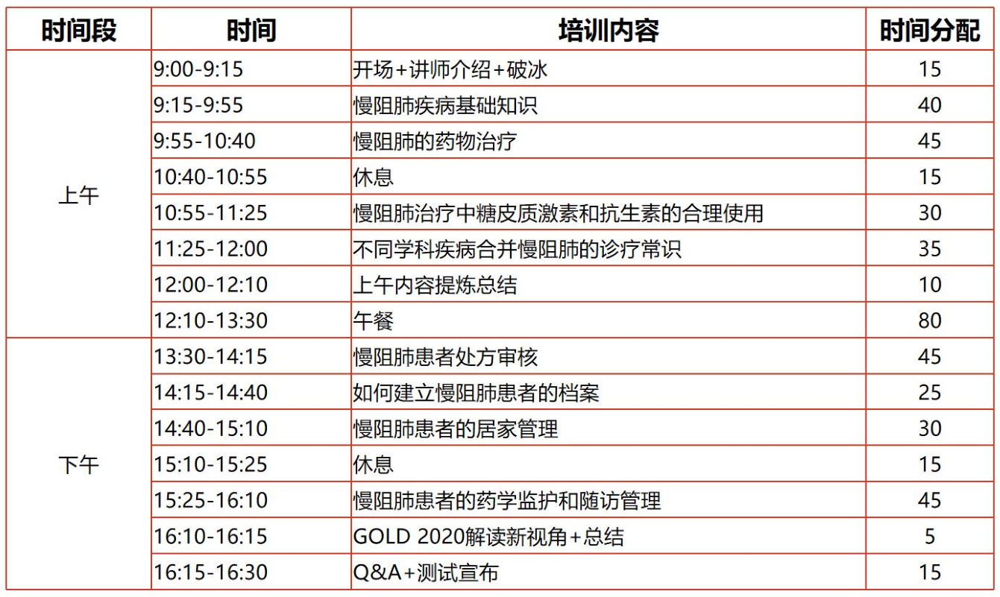 时间段 时间 培训内容 时间分配
上午
9:00-9:15 开场+讲师介绍+破冰 15
9:15-9:55 慢阻肺疾病基础知识 40
9:55-10:40 慢阻肺的药物治疗 45
10:40-10:55 休息 15
10:55-11:25 慢阻肺治疗中糖皮质激素和抗生素的合理使用 30
11:25-12:00 不同学科疾病合并慢阻肺的诊疗常识 35
12:00-12:10 上午内容提炼总结 10
12:10-13:30 午餐 80
下午
13:30-14:15 慢阻肺患者处方审核 45
14:15-14:40 如何建立慢阻肺患者的档案 25
14:40-15:10 慢阻肺患者的居家管理 30
15:10-15:25 休息 15
15:25-16:10 慢阻肺患者的药学监护和随访管理 45
16:10-16:15 GOLD 2020解读新视角+总结 5
16:15-16:30 Q&A+测试宣布 15